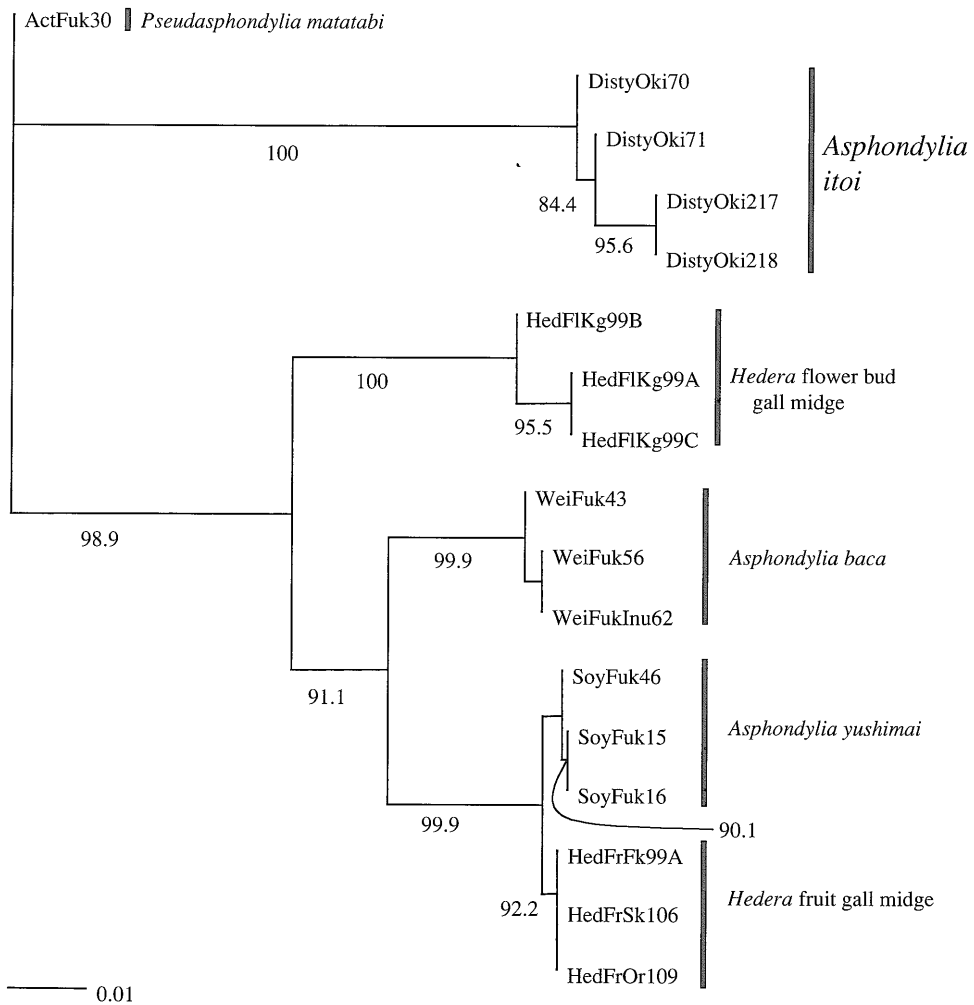 ActFuk30
Pseudasphondylia matatabi
DistyOki70
DistyOki71
100
Asphondylia
itoi
84.4
DistyOki217
95.6
DistyOki218
HedFlKg99B
100
HedFlKg99A
Hedera flower bud
gall midge
95.5
HedFlKg99C
WeiFuk43
98.9
99.9
WeiFuk56
Asphondylia baca
WeiFukInu62
91.1
SoyFuk46
SoyFuk15
Asphondylia yushimai
SoyFuk16
99.9
90.1
HedFrFk99A
92.2
HedFrSk106
Hedera fruit gall midge
HedFrOr109
0.01